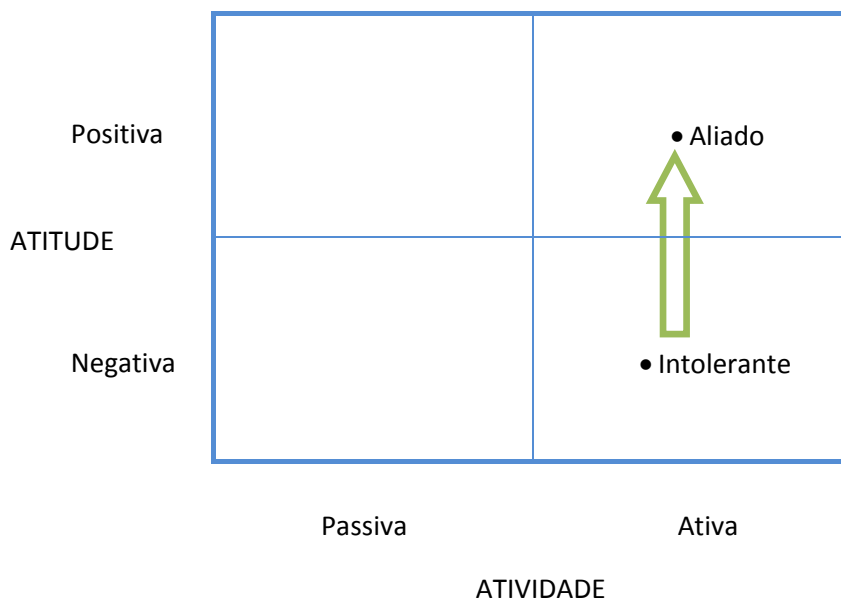 Positiva
• Aliado
ATITUDE
Negativa
• Intolerante
Passiva
Ativa
ATIVIDADE